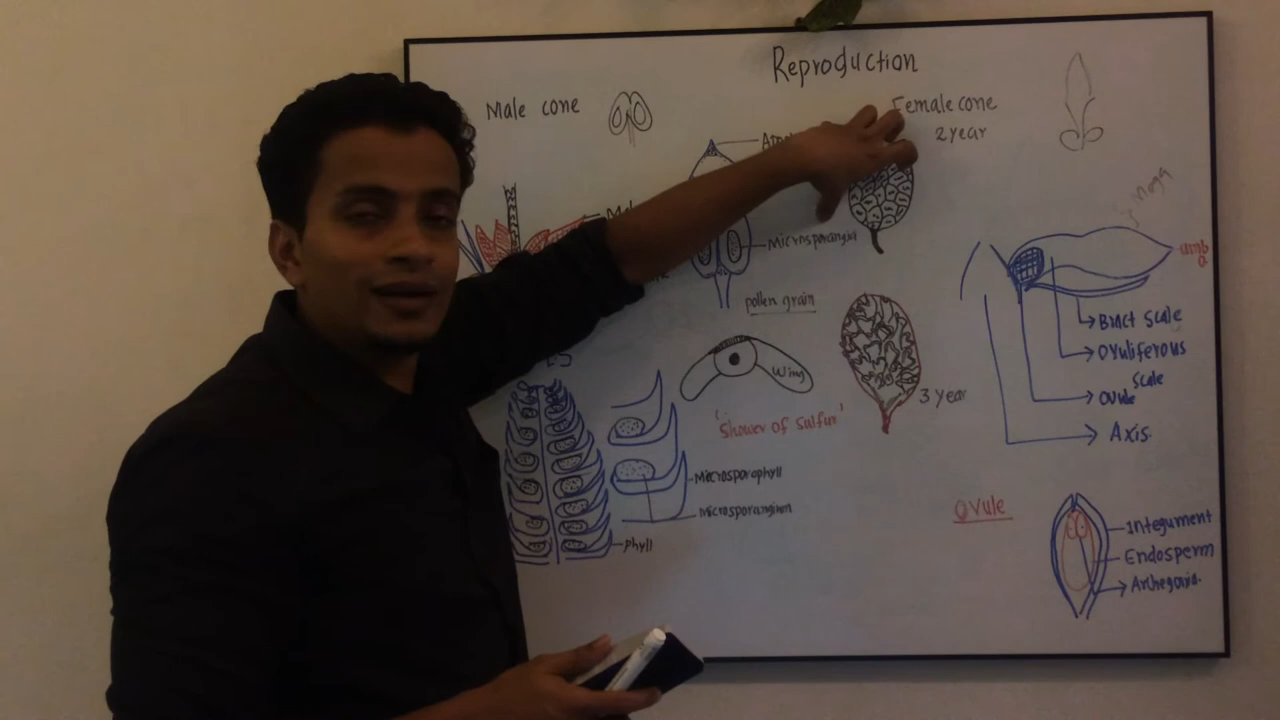 Reproduction
Male cone
Female cone
2 year
Microsporangia
pollen grain
Wing
'Shower of sulfur'
3 year
Microsporophyll
Microsporangium
phyll
Bract scale
Ovuliferous
scale
Ovule
Axis.
Ovule
Integument
Endosperm